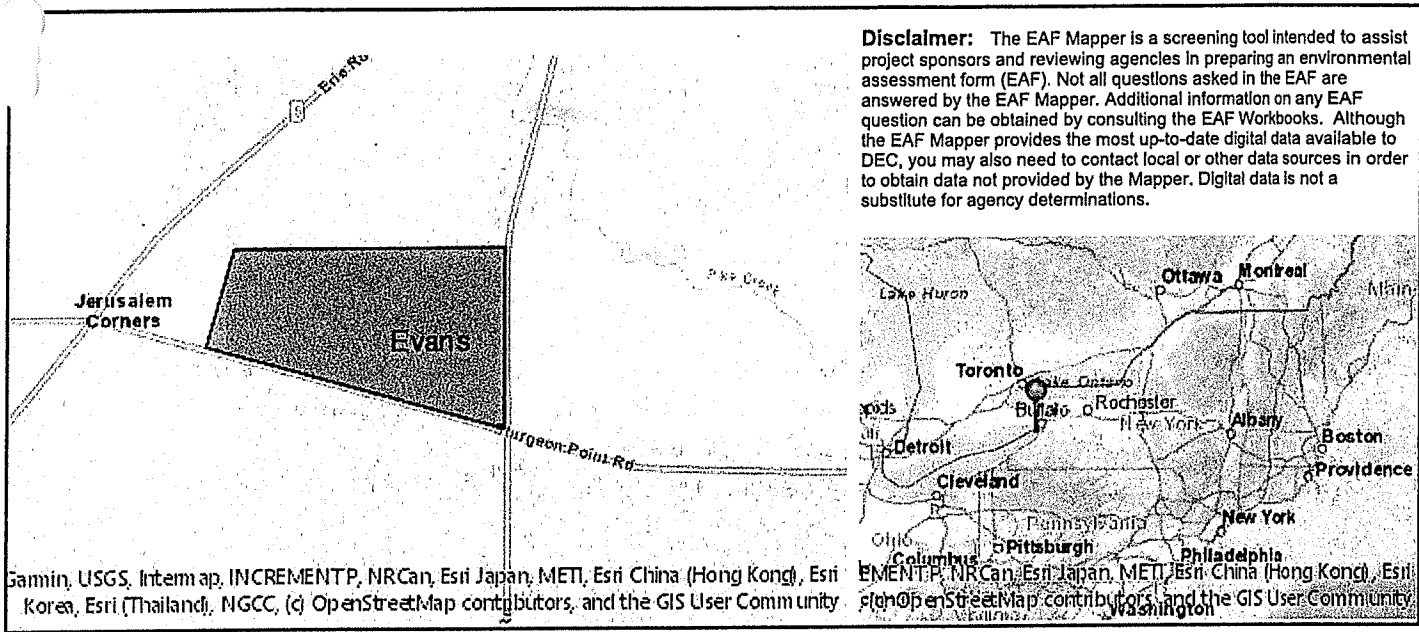 Disclaimer: The EAF Mapper is a screening tool intended to assist
project sponsors and reviewing agencies in preparing an environmental
assessment form (EAF). Not all questions asked in the EAF are
answered by the EAF Mapper. Additional information on any EAF
question can be obtained by consulting the EAF Workbooks. Although
the EAF Mapper provides the most up-to-date digital data available to
DEC, you may also need to contact local or other data sources in order
to obtain data not provided by the Mapper. Digital data is not a
substitute for agency determinations.
Erie Rd
5
Jerusalem
Corners
Evans
Pike Creek
turgeon Point Rd
Garmin, USGS, Intermap, INCREMENT P, NRCan, Esri Japan, METI, Esri China (Hong Kong), Esri
Korea, Esri (Thailand), NGCC, (c) OpenStreetMap contributors, and the GIS User Community
Ottawa
Montreal
Lake Huron
Main
Toronto
Lake Ontario
Buffalo
Rochester
New York
Albany
Boston
Detroit
Providence
Cleveland
New York
Pennsylvania
Ohio
Pittsburgh
Columbus
Philadelphia
EMENT P, NRCan, Esri Japan, METI, Esri China (Hong Kong), Esri
OpenStreetMap contributors, and the GIS User Community
Washington